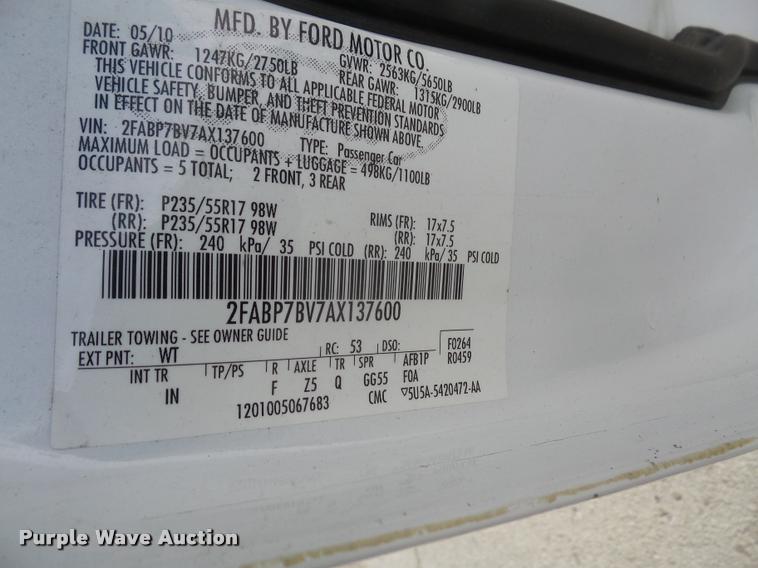 MFD. BY FORD MOTOR CO.
DATE: 05/10 GVWR: 2563KG/5650LB
FRONT GAWR: 1247KG/2750LB REAR GAWR: 1315KG/2900LB
THIS VEHICLE CONFORMS TO ALL APPLICABLE FEDERAL MOTOR
VEHICLE SAFETY, BUMPER, AND THEFT PREVENTION STANDARDS
IN EFFECT ON THE DATE OF MANUFACTURE SHOWN ABOVE.
VIN: 2FABP7BV7AX137600 TYPE: Passenger Car
MAXIMUM LOAD = OCCUPANTS + LUGGAGE = 498KG/1100LB
OCCUPANTS = 5 TOTAL; 2 FRONT, 3 REAR
TIRE (FR): P235/55R17 98W RIMS (FR): 17x7.5
(RR): P235/55R17 98W (RR): 17x7.5
PRESSURE (FR): 240 kPa/ 35 PSI COLD (RR): 240 kPa/ 35 PSI COLD
2FABP7BV7AX137600
TRAILER TOWING - SEE OWNER GUIDE
EXT PNT: WT RC: 53 DSO: F0264
R0459
INT TR TP/PS R AXLE TR SPR AFB1P
IN F Z5 Q GG55 F0A
1201005067683 CMC ▽5U5A-5420472-AA
Purple Wave Auction